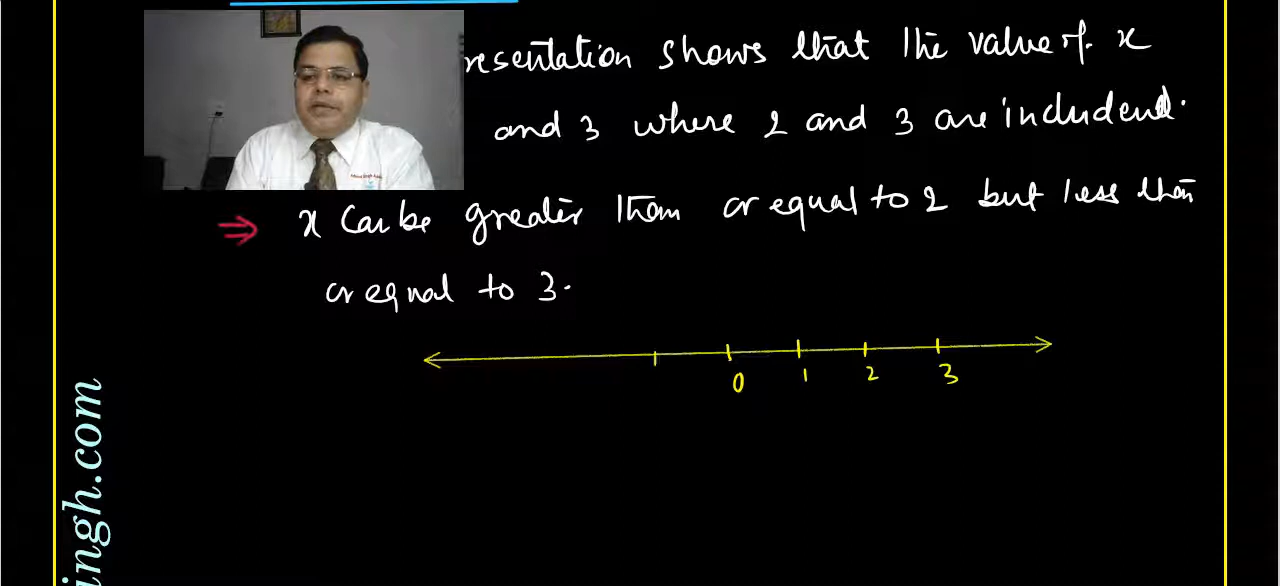 resentation shows that the value of x
and 3 where 2 and 3 are includend.
⇒ x can be greater than or equal to 2 but less than
or equal to 3.
0 1 2 3
ingh.com